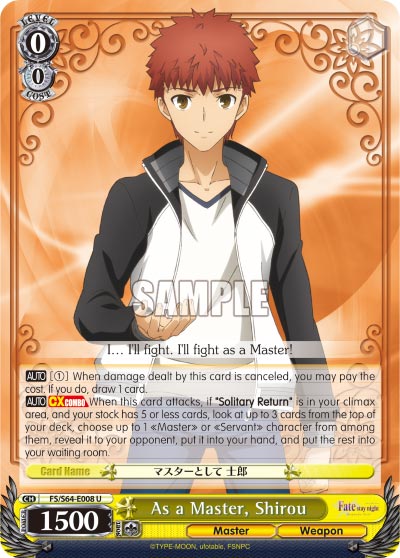 LEVEL
0
0
COST
SAMPLE
I… I'll fight. I'll fight as a Master!
AUTO [①] When damage dealt by this card is canceled, you may pay the
cost. If you do, draw 1 card.
AUTO CXCOMBO When this card attacks, if "Solitary Return" is in your climax
area, and your stock has 5 or less cards, look at up to 3 cards from the top of
your deck, choose up to 1 «Master» or «Servant» character from among
them, reveal it to your opponent, put it into your hand, and put the rest into
your waiting room.
Card Name
マスターとして 士郎
CH
FS/S64-E008 U
POWER
1500
SOUL
As a Master, Shirou
Fate/stay night
Master
Weapon
©TYPE-MOON, ufotable, FSNPC